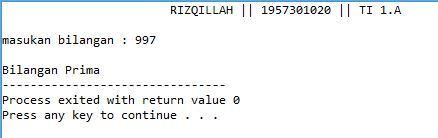 RIZQILLAH || 1957301020 || TI 1.A
masukan bilangan : 997
Bilangan Prima
--------------------------------
Process exited with return value 0
Press any key to continue . . .